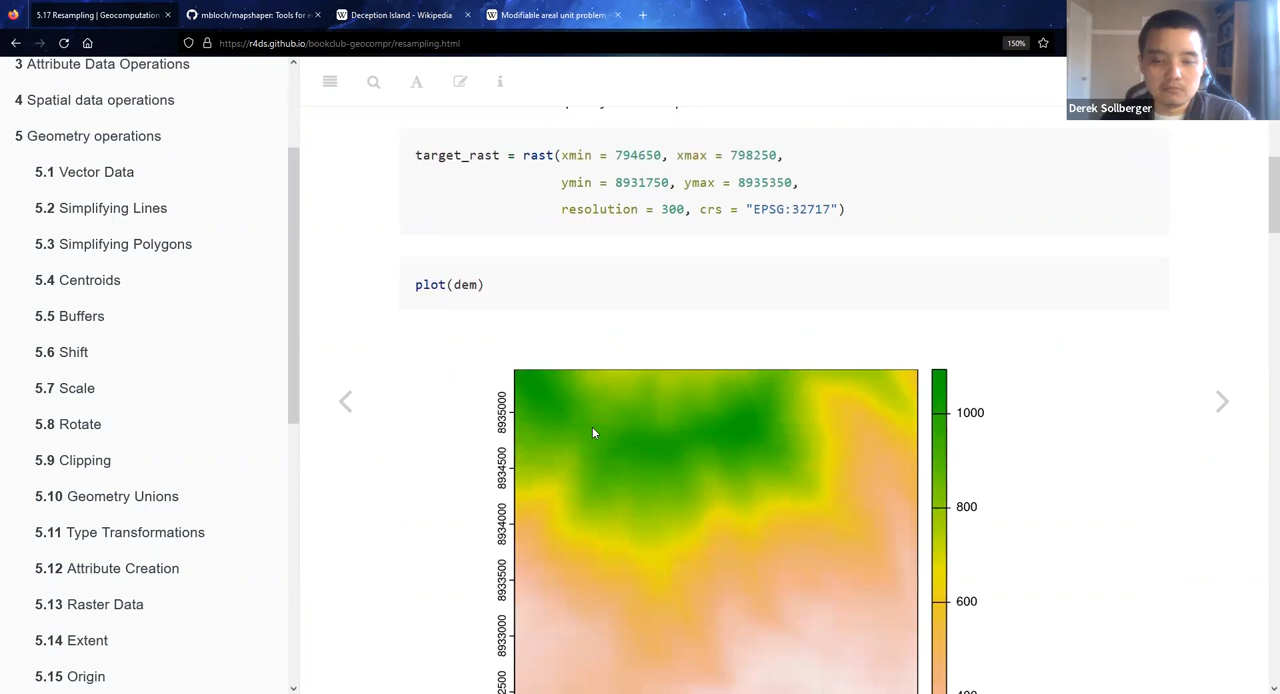 5.17 Resampling | Geocomputation
mbloch/mapshaper: Tools for e
Deception Island - Wikipedia
Modifiable areal unit problem -
https://r4ds.github.io/bookclub-geocompr/resampling.html
150%
Derek Sollberger
3 Attribute Data Operations
4 Spatial data operations
5 Geometry operations
5.1 Vector Data
5.2 Simplifying Lines
5.3 Simplifying Polygons
5.4 Centroids
5.5 Buffers
5.6 Shift
5.7 Scale
5.8 Rotate
5.9 Clipping
5.10 Geometry Unions
5.11 Type Transformations
5.12 Attribute Creation
5.13 Raster Data
5.14 Extent
5.15 Origin
target_rast = rast(xmin = 794650, xmax = 798250,
ymin = 8931750, ymax = 8935350,
resolution = 300, crs = "EPSG:32717")
plot(dem)
8935000
8934500
8934000
8933500
8933000
1000
800
600